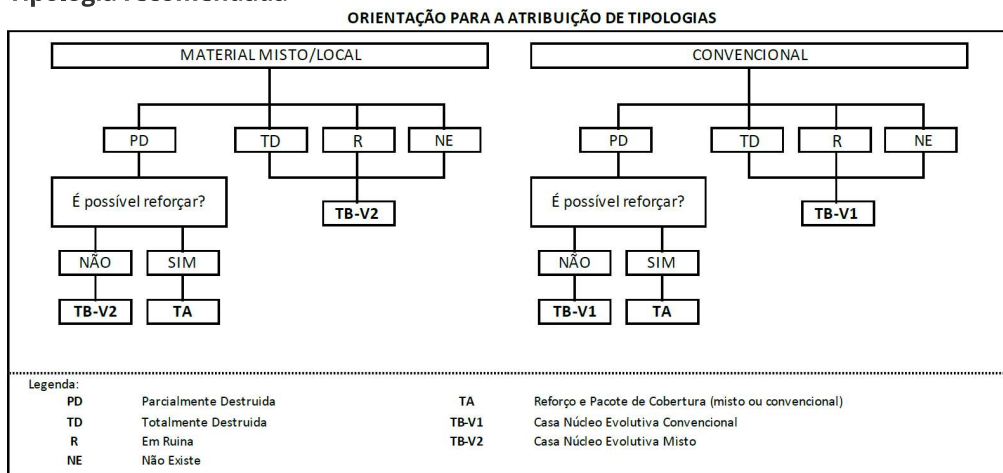 Tipologia recomendada
ORIENTAÇÃO PARA A ATRIBUIÇÃO DE TIPOLOGIAS
MATERIAL MISTO/LOCAL
CONVENCIONAL
PD
TD
R
NE
PD
TD
R
NE
É possível reforçar?
TB-V2
É possível reforçar?
TB-V1
NÃO
SIM
NÃO
SIM
TB-V2
TA
TB-V1
TA
Legenda:
PD Parcialmente Destruida TA Reforço e Pacote de Cobertura (misto ou convencional)
TD Totalmente Destruida TB-V1 Casa Núcleo Evolutiva Convencional
R Em Ruina TB-V2 Casa Núcleo Evolutiva Misto
NE Não Existe